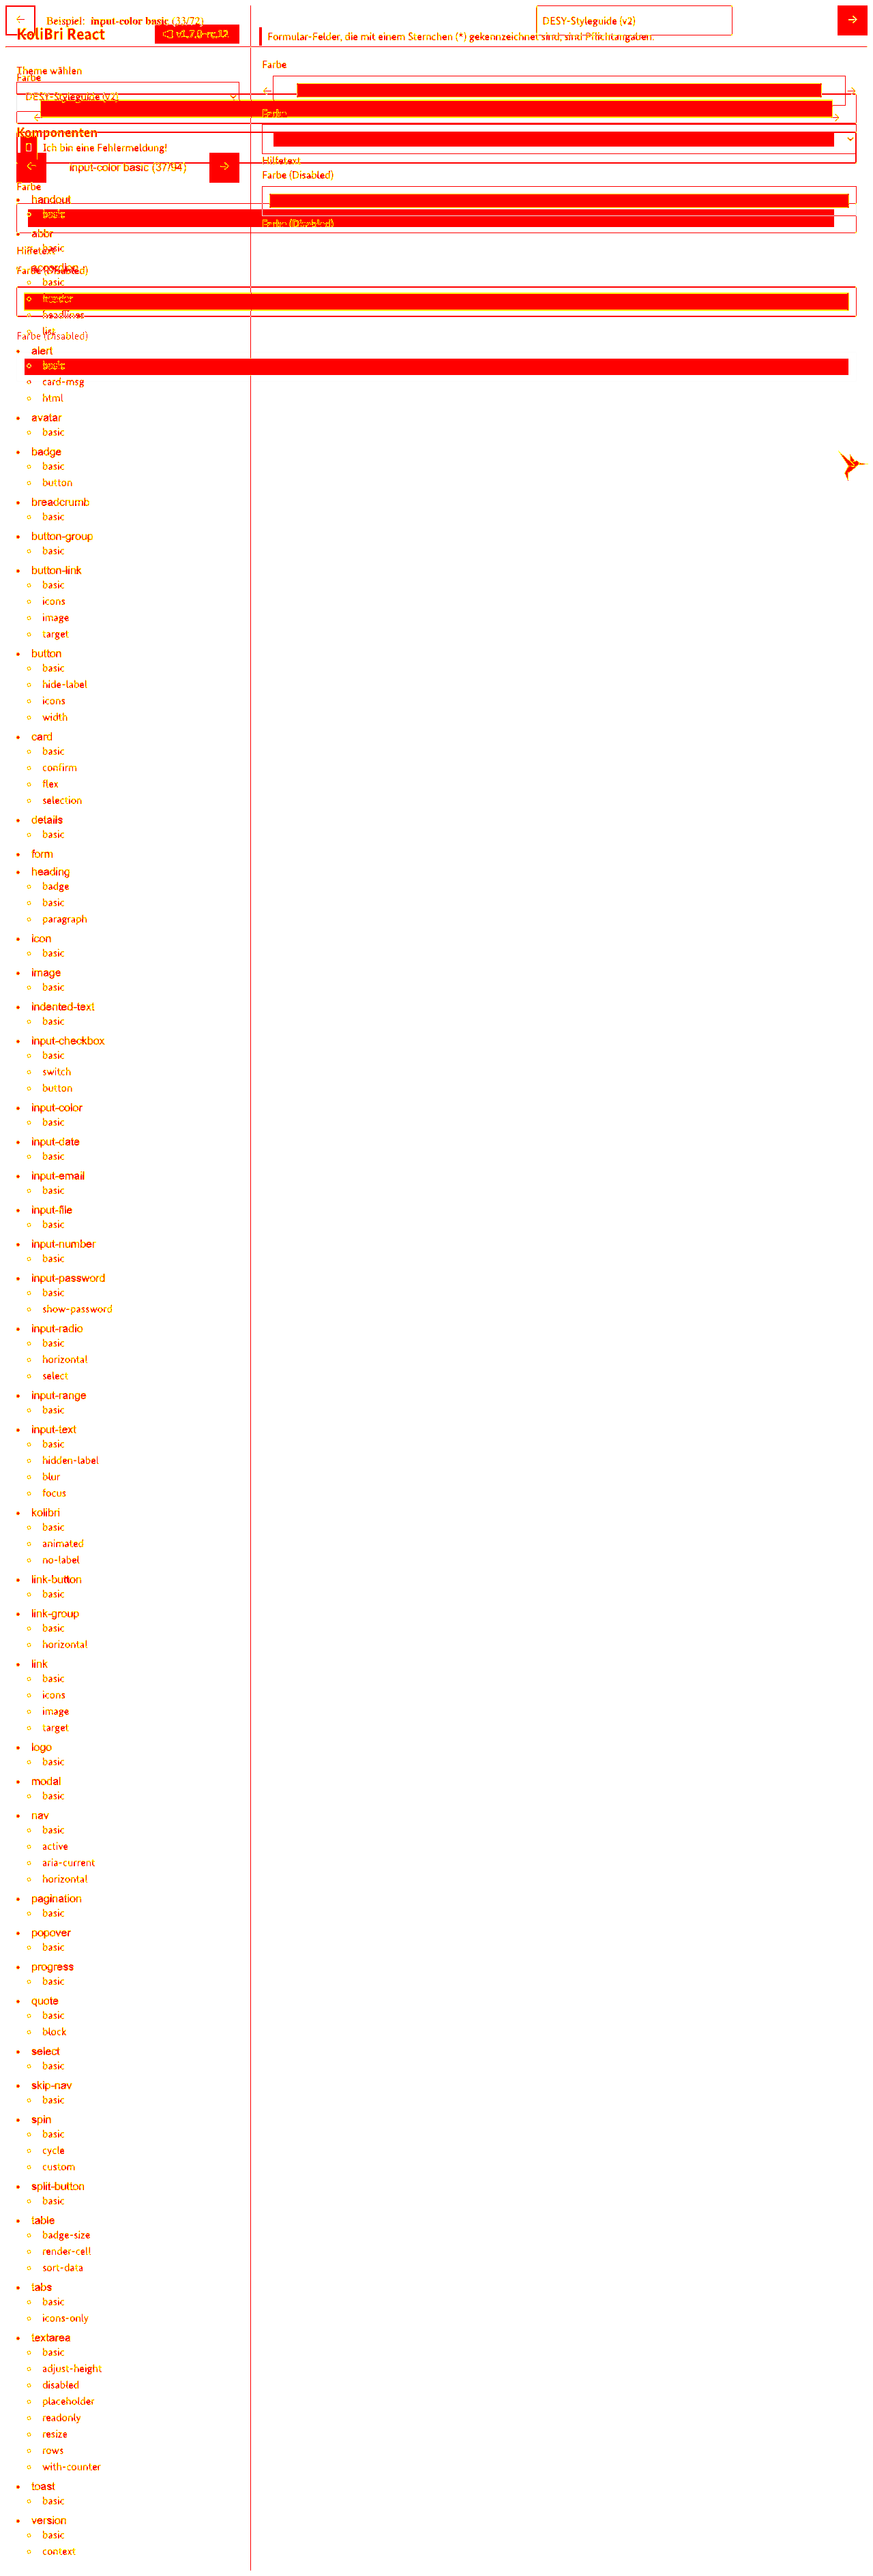 Beispiel: input-color basic (33/72)
DESY-Styleguide (v2)
KoliBri React
v1.7.0-rc.12
Formular-Felder, die mit einem Sternchen (*) gekennzeichnet sind, sind Pflichtangaben.
Farbe
Theme wählen
Farbe
DESY-Styleguide (v2)
Farbe
Komponenten
Ich bin eine Fehlermeldung!
Hilfetext
input-color basic (37/94)
Farbe (Disabled)
Farbe
handout
basic
Farbe (Disabled)
abbr
basic
Hilfetext
accordion
Farbe (Disabled)
basic
header
headlines
list
Farbe (Disabled)
alert
basic
card-msg
html
avatar
basic
badge
basic
button
breadcrumb
basic
button-group
basic
button-link
basic
icons
image
target
button
basic
hide-label
icons
width
card
basic
confirm
flex
selection
details
basic
form
heading
badge
basic
paragraph
icon
basic
image
basic
indented-text
basic
input-checkbox
basic
switch
button
input-color
basic
input-date
basic
input-email
basic
input-file
basic
input-number
basic
input-password
basic
show-password
input-radio
basic
horizontal
select
input-range
basic
input-text
basic
hidden-label
blur
focus
kolibri
basic
animated
no-label
link-button
basic
link-group
basic
horizontal
link
basic
icons
image
target
logo
basic
modal
basic
nav
basic
active
aria-current
horizontal
pagination
basic
popover
basic
progress
basic
quote
basic
block
select
basic
skip-nav
basic
spin
basic
cycle
custom
split-button
basic
table
badge-size
render-cell
sort-data
tabs
basic
icons-only
textarea
basic
adjust-height
disabled
placeholder
readonly
resize
rows
with-counter
toast
basic
version
basic
context